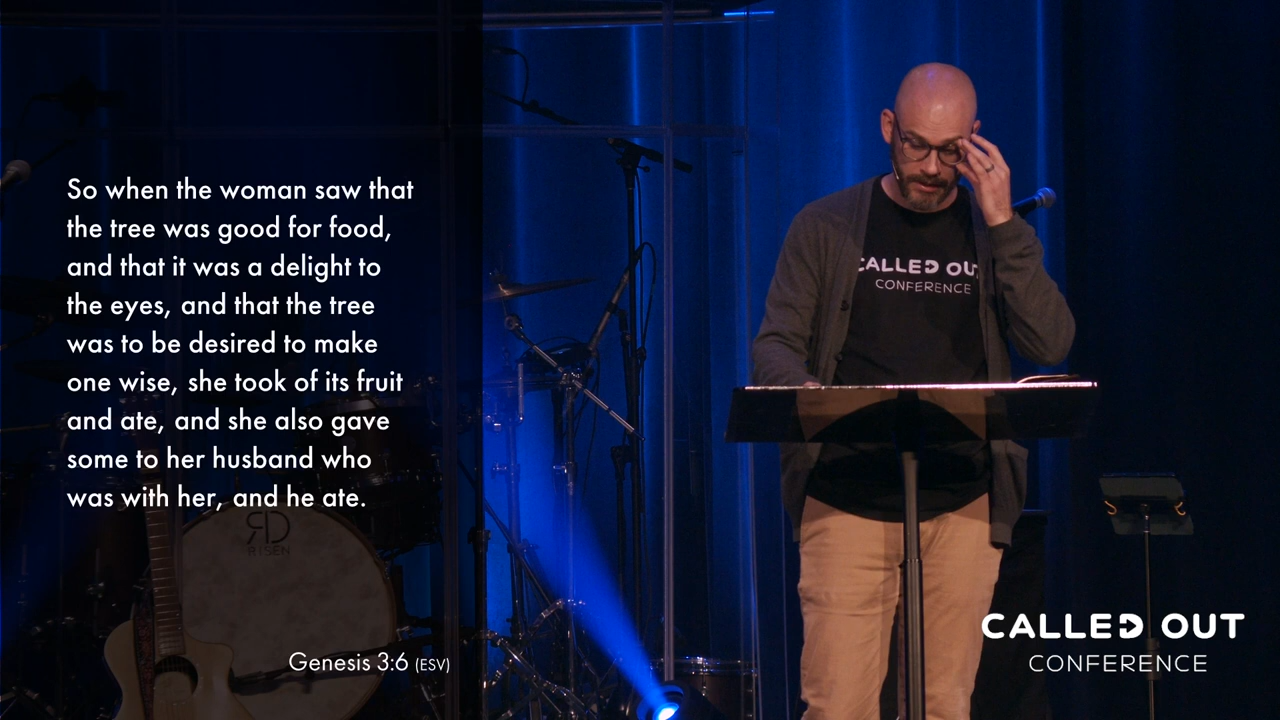 So when the woman saw that
the tree was good for food,
and that it was a delight to
the eyes, and that the tree
was to be desired to make
one wise, she took of its fruit
and ate, and she also gave
some to her husband who
was with her, and he ate.
Genesis 3:6 (ESV)
CALLED OUT
CONFERENCE
RD
RISEN
CALLED OUT
CONFERENCE